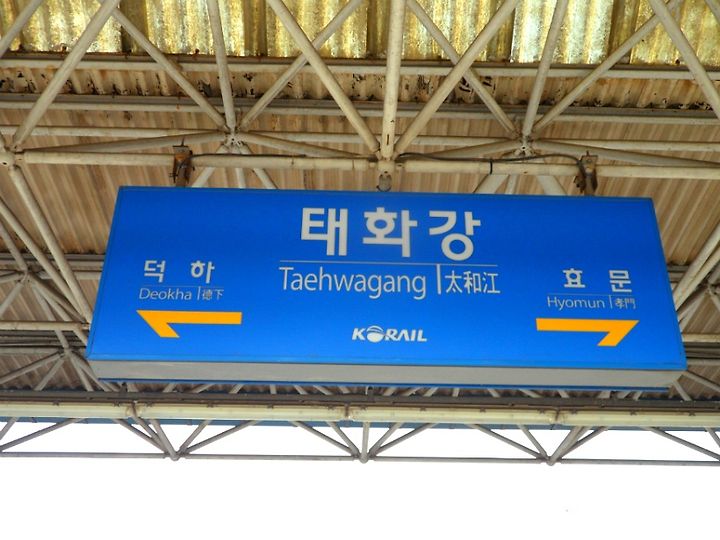 태화강
Taehwagang | 太和江
KORAIL
덕하
Deokha | 德下
효문
Hyomun | 孝門